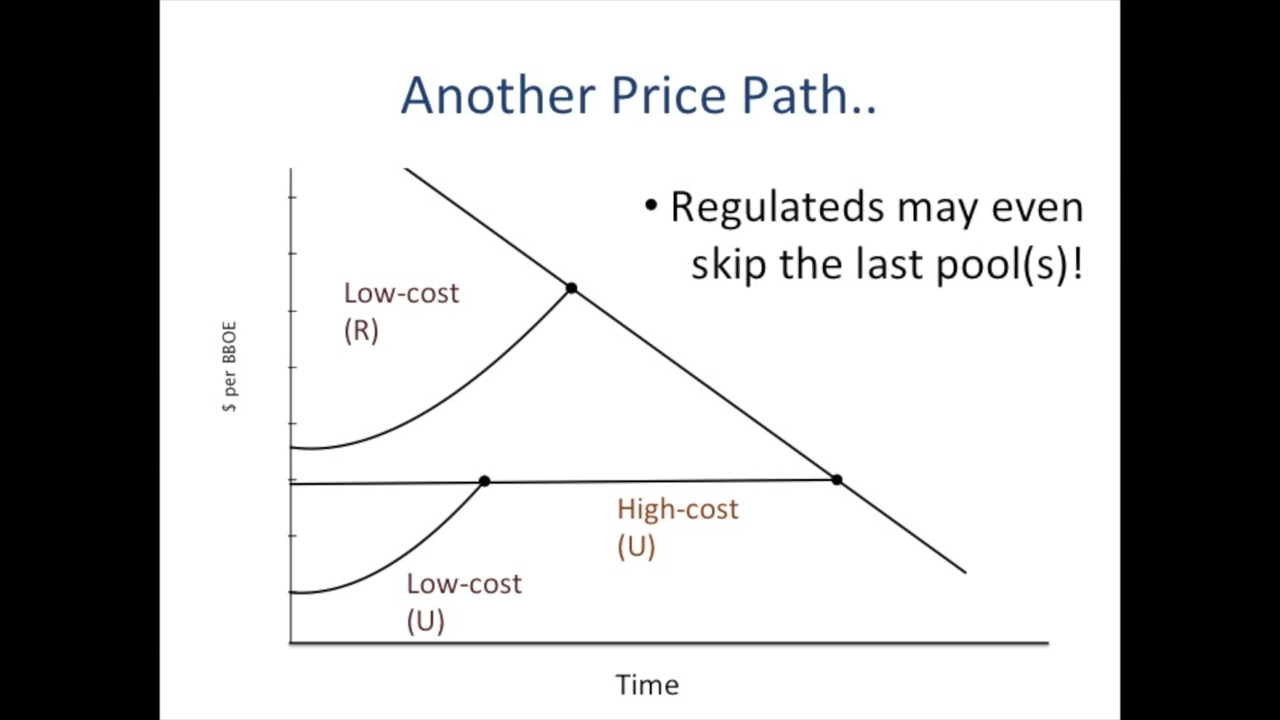 Another Price Path..
• Regulateds may even
skip the last pool(s)!
Low-cost
(R)
$ per BBOE
High-cost
(U)
Low-cost
(U)
Time